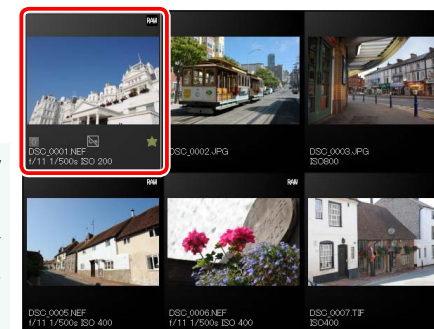 RAW
DSC_0001.NEF
f/11 1/500s ISO 200
DSC_0002.JPG
DSC_0003.JPG
ISO800
RAW
DSC_0005.NEF
f/11 1/500s ISO 400
RAW
DSC_0006.NEF
f/11 1/500s ISO 400
DSC_0007.TIF
ISO400